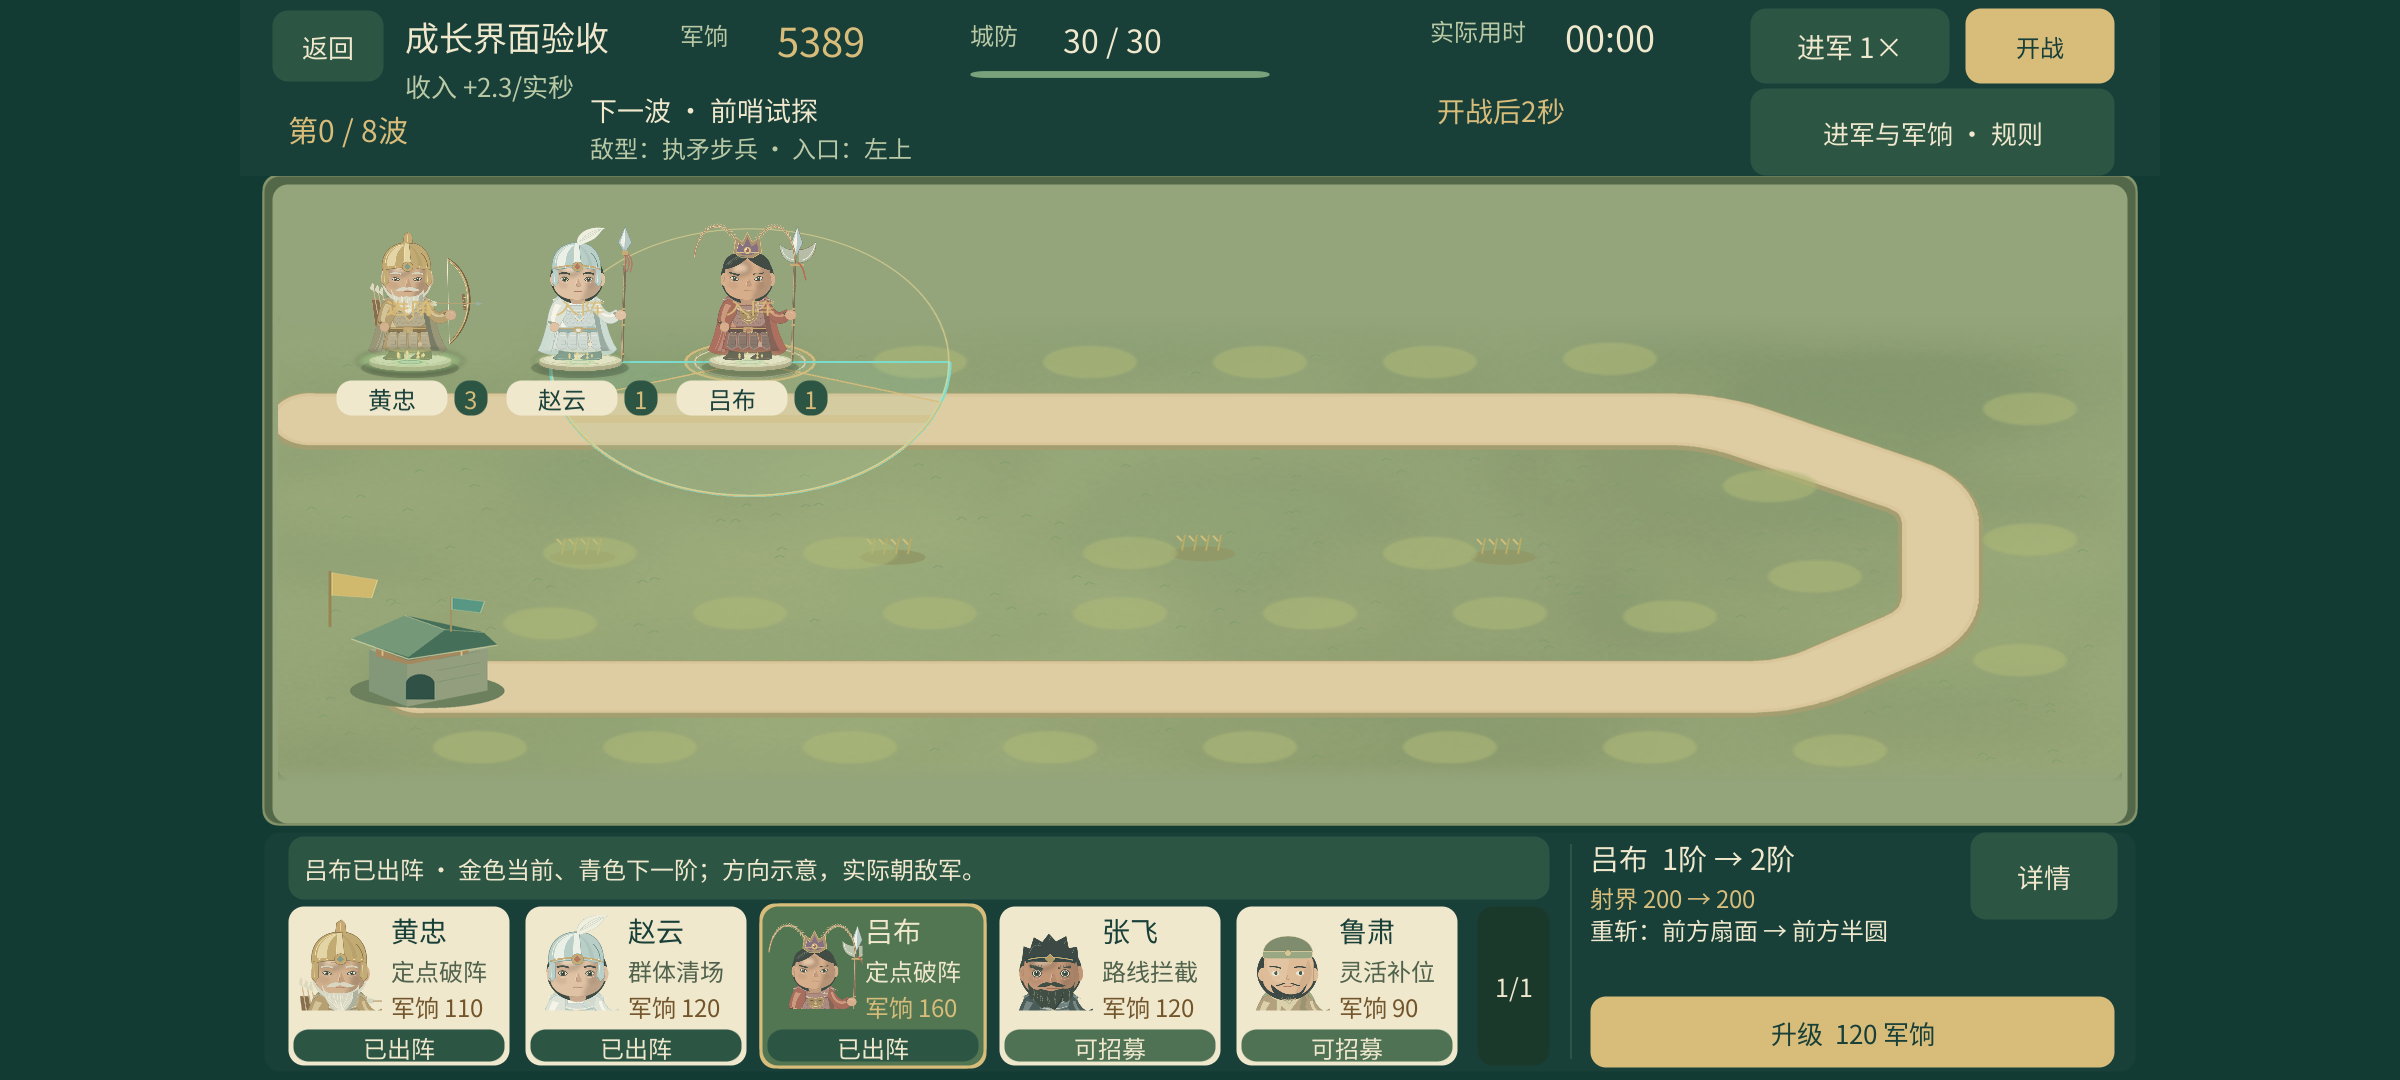 返回
成长界面验收
收入 +2.3/实秒
军饷
5389
城防
30 / 30
实际用时
00:00
进军 1×
开战
第0 / 8波
下一波 · 前哨试探
敌型：执矛步兵 · 入口：左上
开战后2秒
进军与军饷 · 规则
黄忠 3
赵云 1
吕布 1
吕布已出阵 · 金色当前、青色下一阶；方向示意，实际朝敌军。
黄忠
定点破阵
军饷 110
已出阵
赵云
群体清场
军饷 120
已出阵
吕布
定点破阵
军饷 160
已出阵
张飞
路线拦截
军饷 120
可招募
鲁肃
灵活补位
军饷 90
可招募
1/1
吕布 1阶 → 2阶
射界 200 → 200
重斩：前方扇面 → 前方半圆
详情
升级 120 军饷